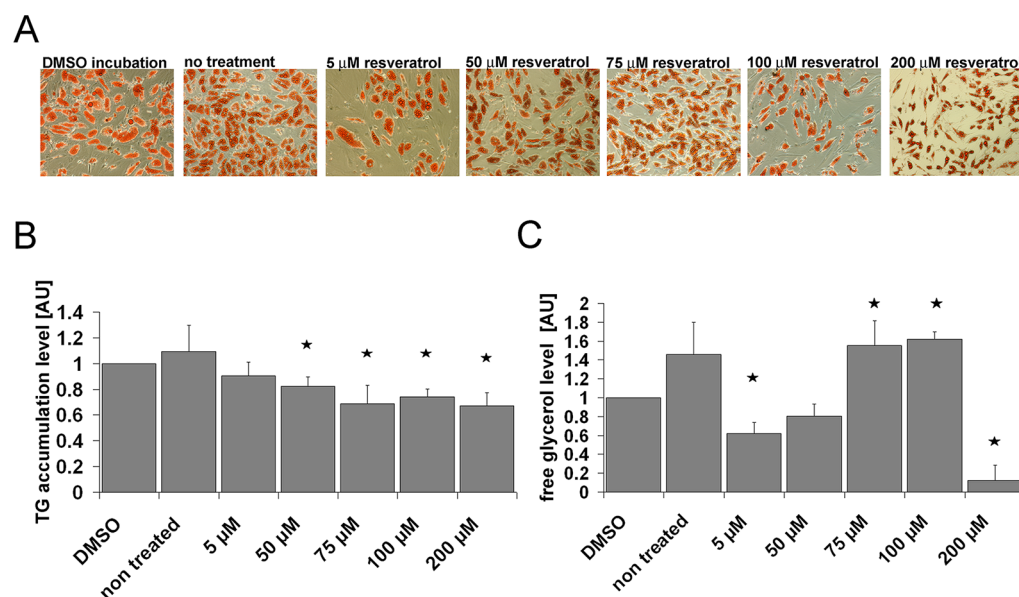 A
DMSO incubation
no treatment
5 µM resveratrol
50 µM resveratrol
75 µM resveratrol
100 µM resveratrol
200 µM resveratro
B
TG accumulation level [AU]
1.4
1.2
1
0.8
0.6
0.4
0.2
0
DMSO
non treated
5 µM
50 µM
75 µM
100 µM
200 µM
C
free glycerol level [AU]
2
1.8
1.6
1.4
1.2
1
0.8
0.6
0.4
0.2
0
DMSO
non treated
5 µM
50 µM
75 µM
100 µM
200 µM